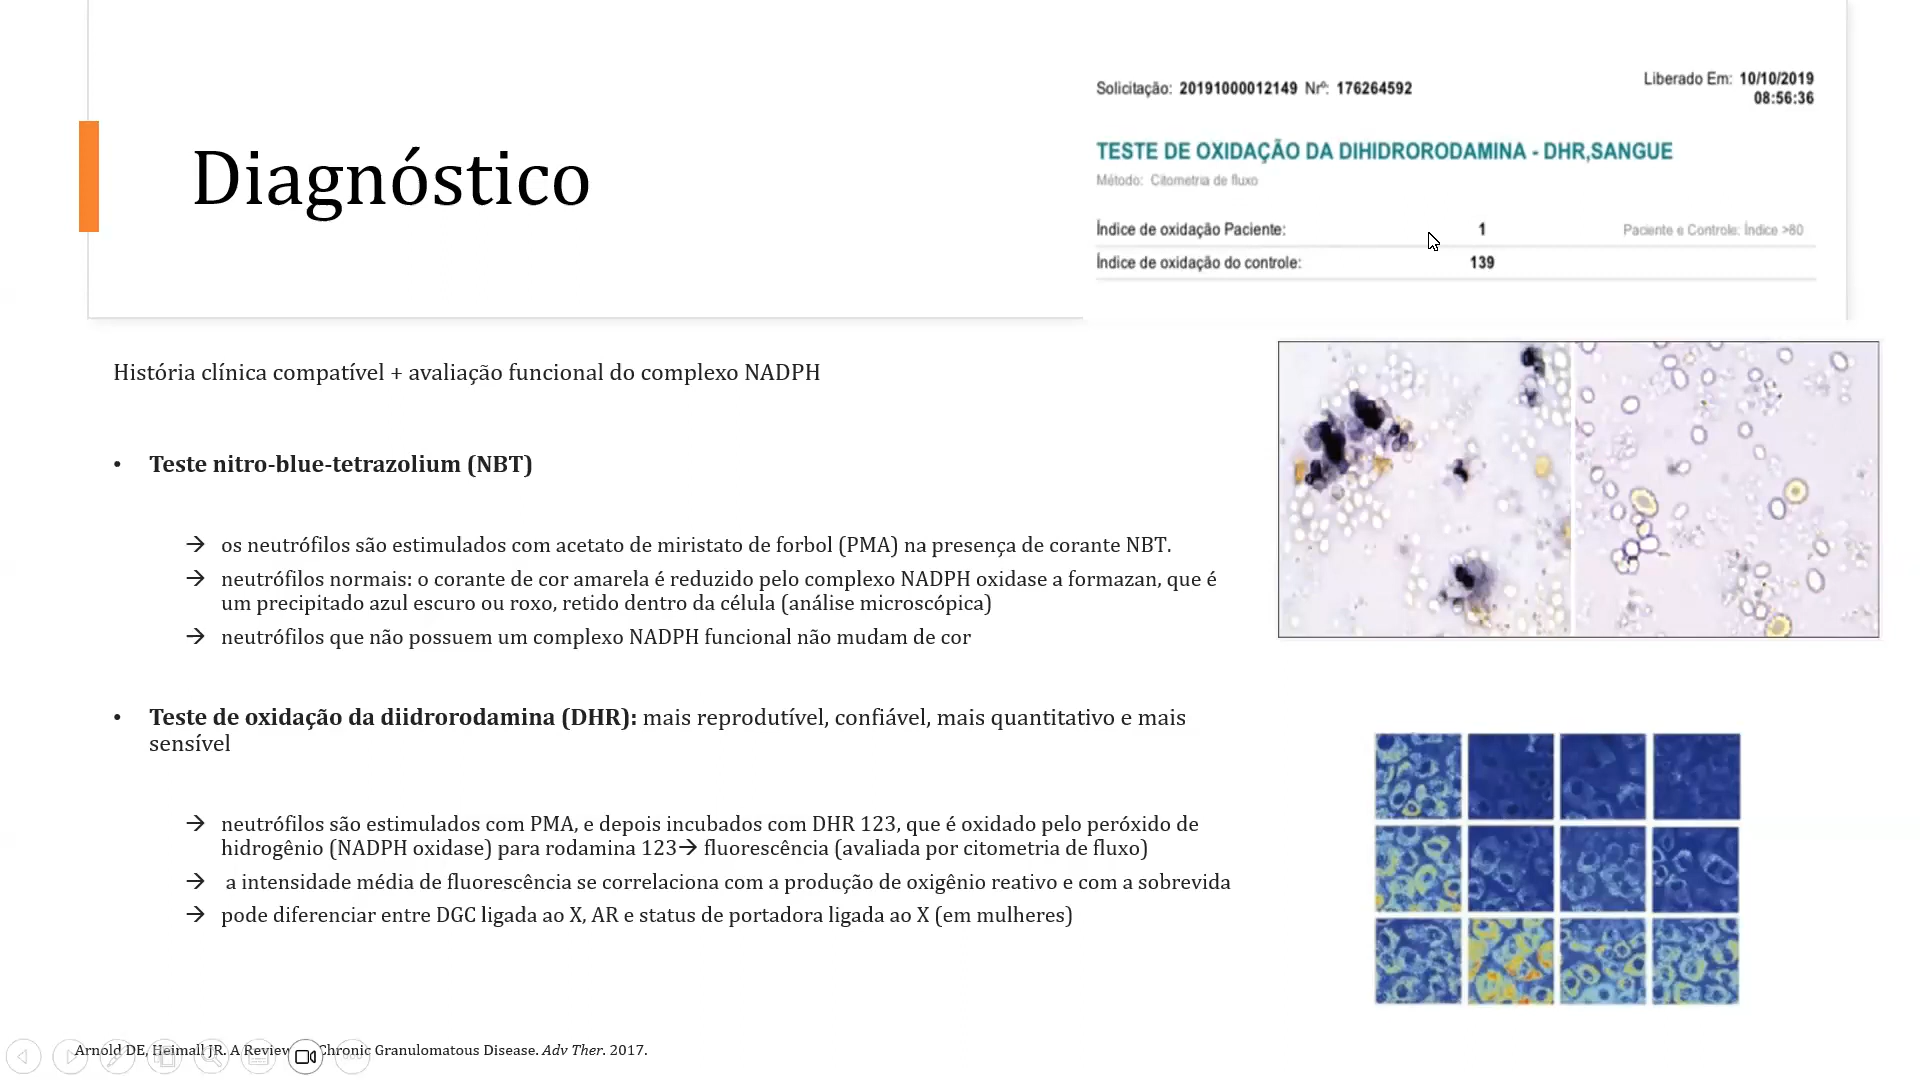 Diagnóstico
Solicitação: 20191000012149 Nrº: 176264592
Liberado Em: 10/10/2019
08:56:36
TESTE DE OXIDAÇÃO DA DIHIDRORODAMINA - DHR,SANGUE
Método: Citometria de fluxo
Índice de oxidação Paciente: 1 Paciente e Controle: Índice >80
Índice de oxidação do controle: 139
História clínica compatível + avaliação funcional do complexo NADPH
• Teste nitro-blue-tetrazolium (NBT)
→ os neutrófilos são estimulados com acetato de miristato de forbol (PMA) na presença de corante NBT.
→ neutrófilos normais: o corante de cor amarela é reduzido pelo complexo NADPH oxidase a formazan, que é
um precipitado azul escuro ou roxo, retido dentro da célula (análise microscópica)
→ neutrófilos que não possuem um complexo NADPH funcional não mudam de cor
• Teste de oxidação da diidrorodamina (DHR): mais reprodutível, confiável, mais quantitativo e mais
sensível
→ neutrófilos são estimulados com PMA, e depois incubados com DHR 123, que é oxidado pelo peróxido de
hidrogênio (NADPH oxidase) para rodamina 123→ fluorescência (avaliada por citometria de fluxo)
→ a intensidade média de fluorescência se correlaciona com a produção de oxigênio reativo e com a sobrevida
→ pode diferenciar entre DGC ligada ao X, AR e status de portadora ligada ao X (em mulheres)
Arnold DE, Heimall JR. A Review Chronic Granulomatous Disease. Adv Ther. 2017.